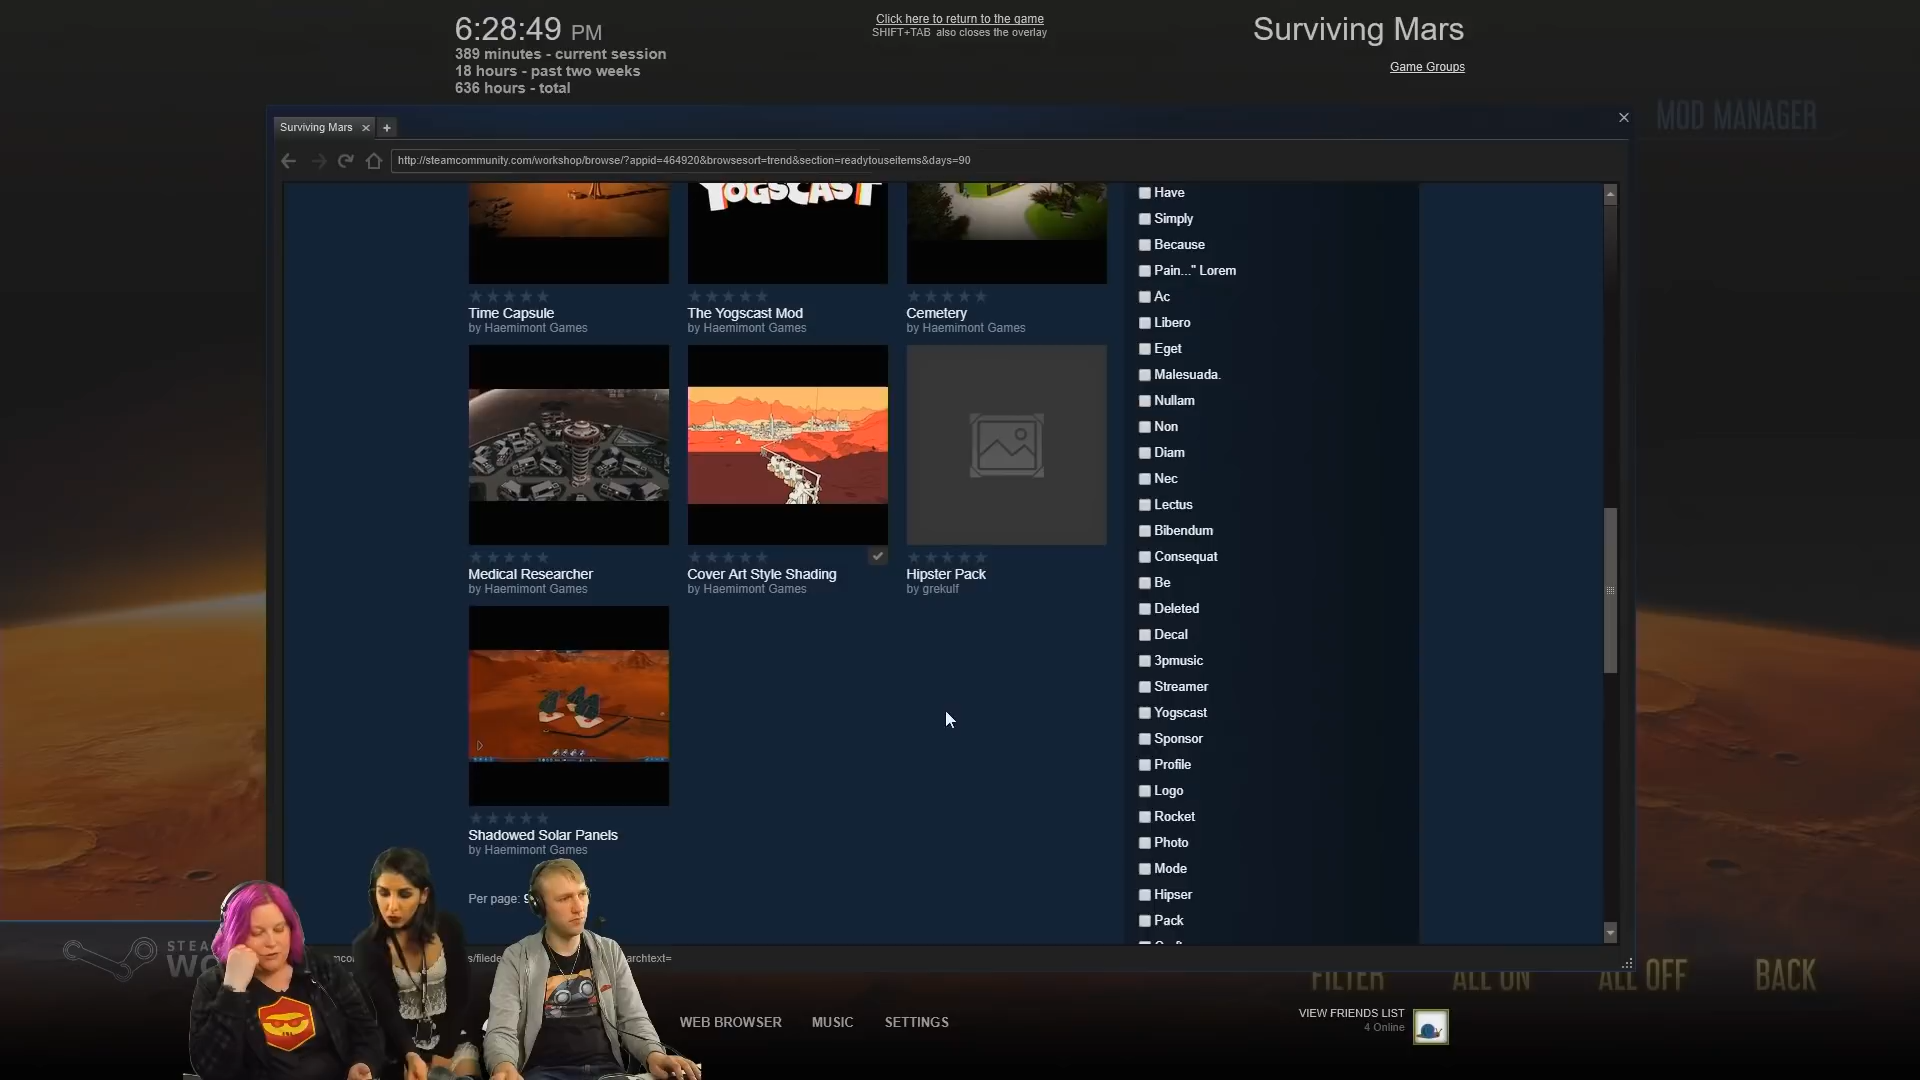 6:28:49 PM
389 minutes - current session
18 hours - past two weeks
636 hours - total
Click here to return to the game
SHIFT+TAB also closes the overlay
Surviving Mars
Game Groups
MOD MANAGER
Surviving Mars
http://steamcommunity.com/workshop/browse/?appid=464920&browsesort=trend&section=readytouseitems&days=90
YOGSCAST
Time Capsule
by Haemimont Games
The Yogscast Mod
by Haemimont Games
Cemetery
by Haemimont Games
Medical Researcher
by Haemimont Games
Cover Art Style Shading
by Haemimont Games
Hipster Pack
by grekulf
Shadowed Solar Panels
by Haemimont Games
Per page: 9
Have
Simply
Because
Pain..." Lorem
Ac
Libero
Eget
Malesuada.
Nullam
Non
Diam
Nec
Lectus
Bibendum
Consequat
Be
Deleted
Decal
3pmusic
Streamer
Yogscast
Sponsor
Profile
Logo
Rocket
Photo
Mode
Hipser
Pack
FILTER
ALL ON
ALL OFF
BACK
WEB BROWSER
MUSIC
SETTINGS
VIEW FRIENDS LIST
4 Online